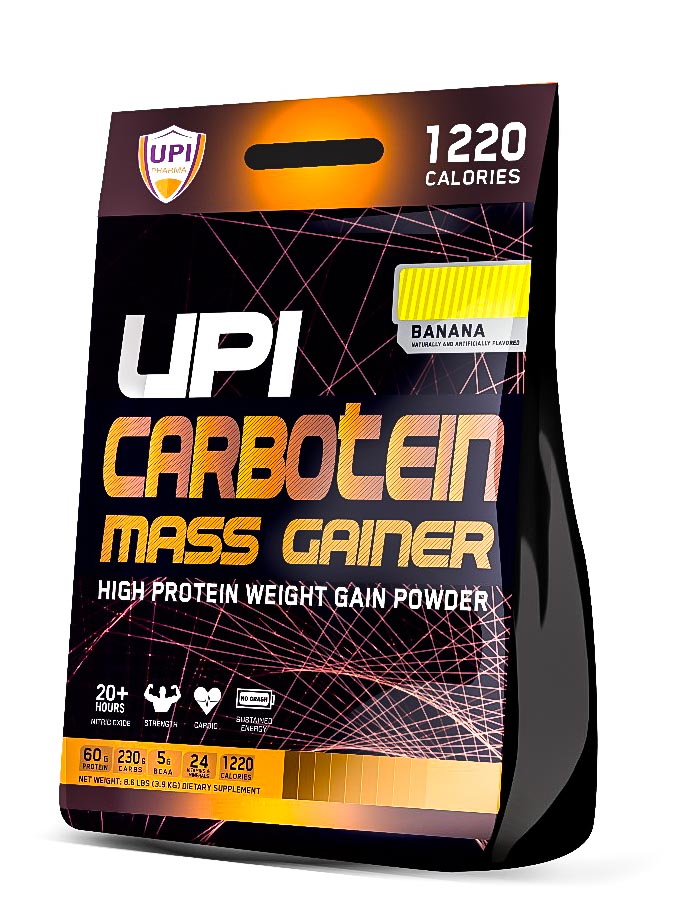 UPI
PHARMA
1220
CALORIES
BANANA
NATURALLY AND ARTIFICIALLY FLAVORED
UPI
CARBOTEIN
MASS GAINER
HIGH PROTEIN WEIGHT GAIN POWDER
20+
HOURS
NITRIC OXIDE
STRENGTH
CARDIO
NO CRASH
SUSTAINED
ENERGY
60G
PROTEIN
230G
CARBS
5G
BCAA
24
VITAMINS &
MINERALS
1220
CALORIES
NET WEIGHT: 8.6 LBS (3.9 KG) DIETARY SUPPLEMENT